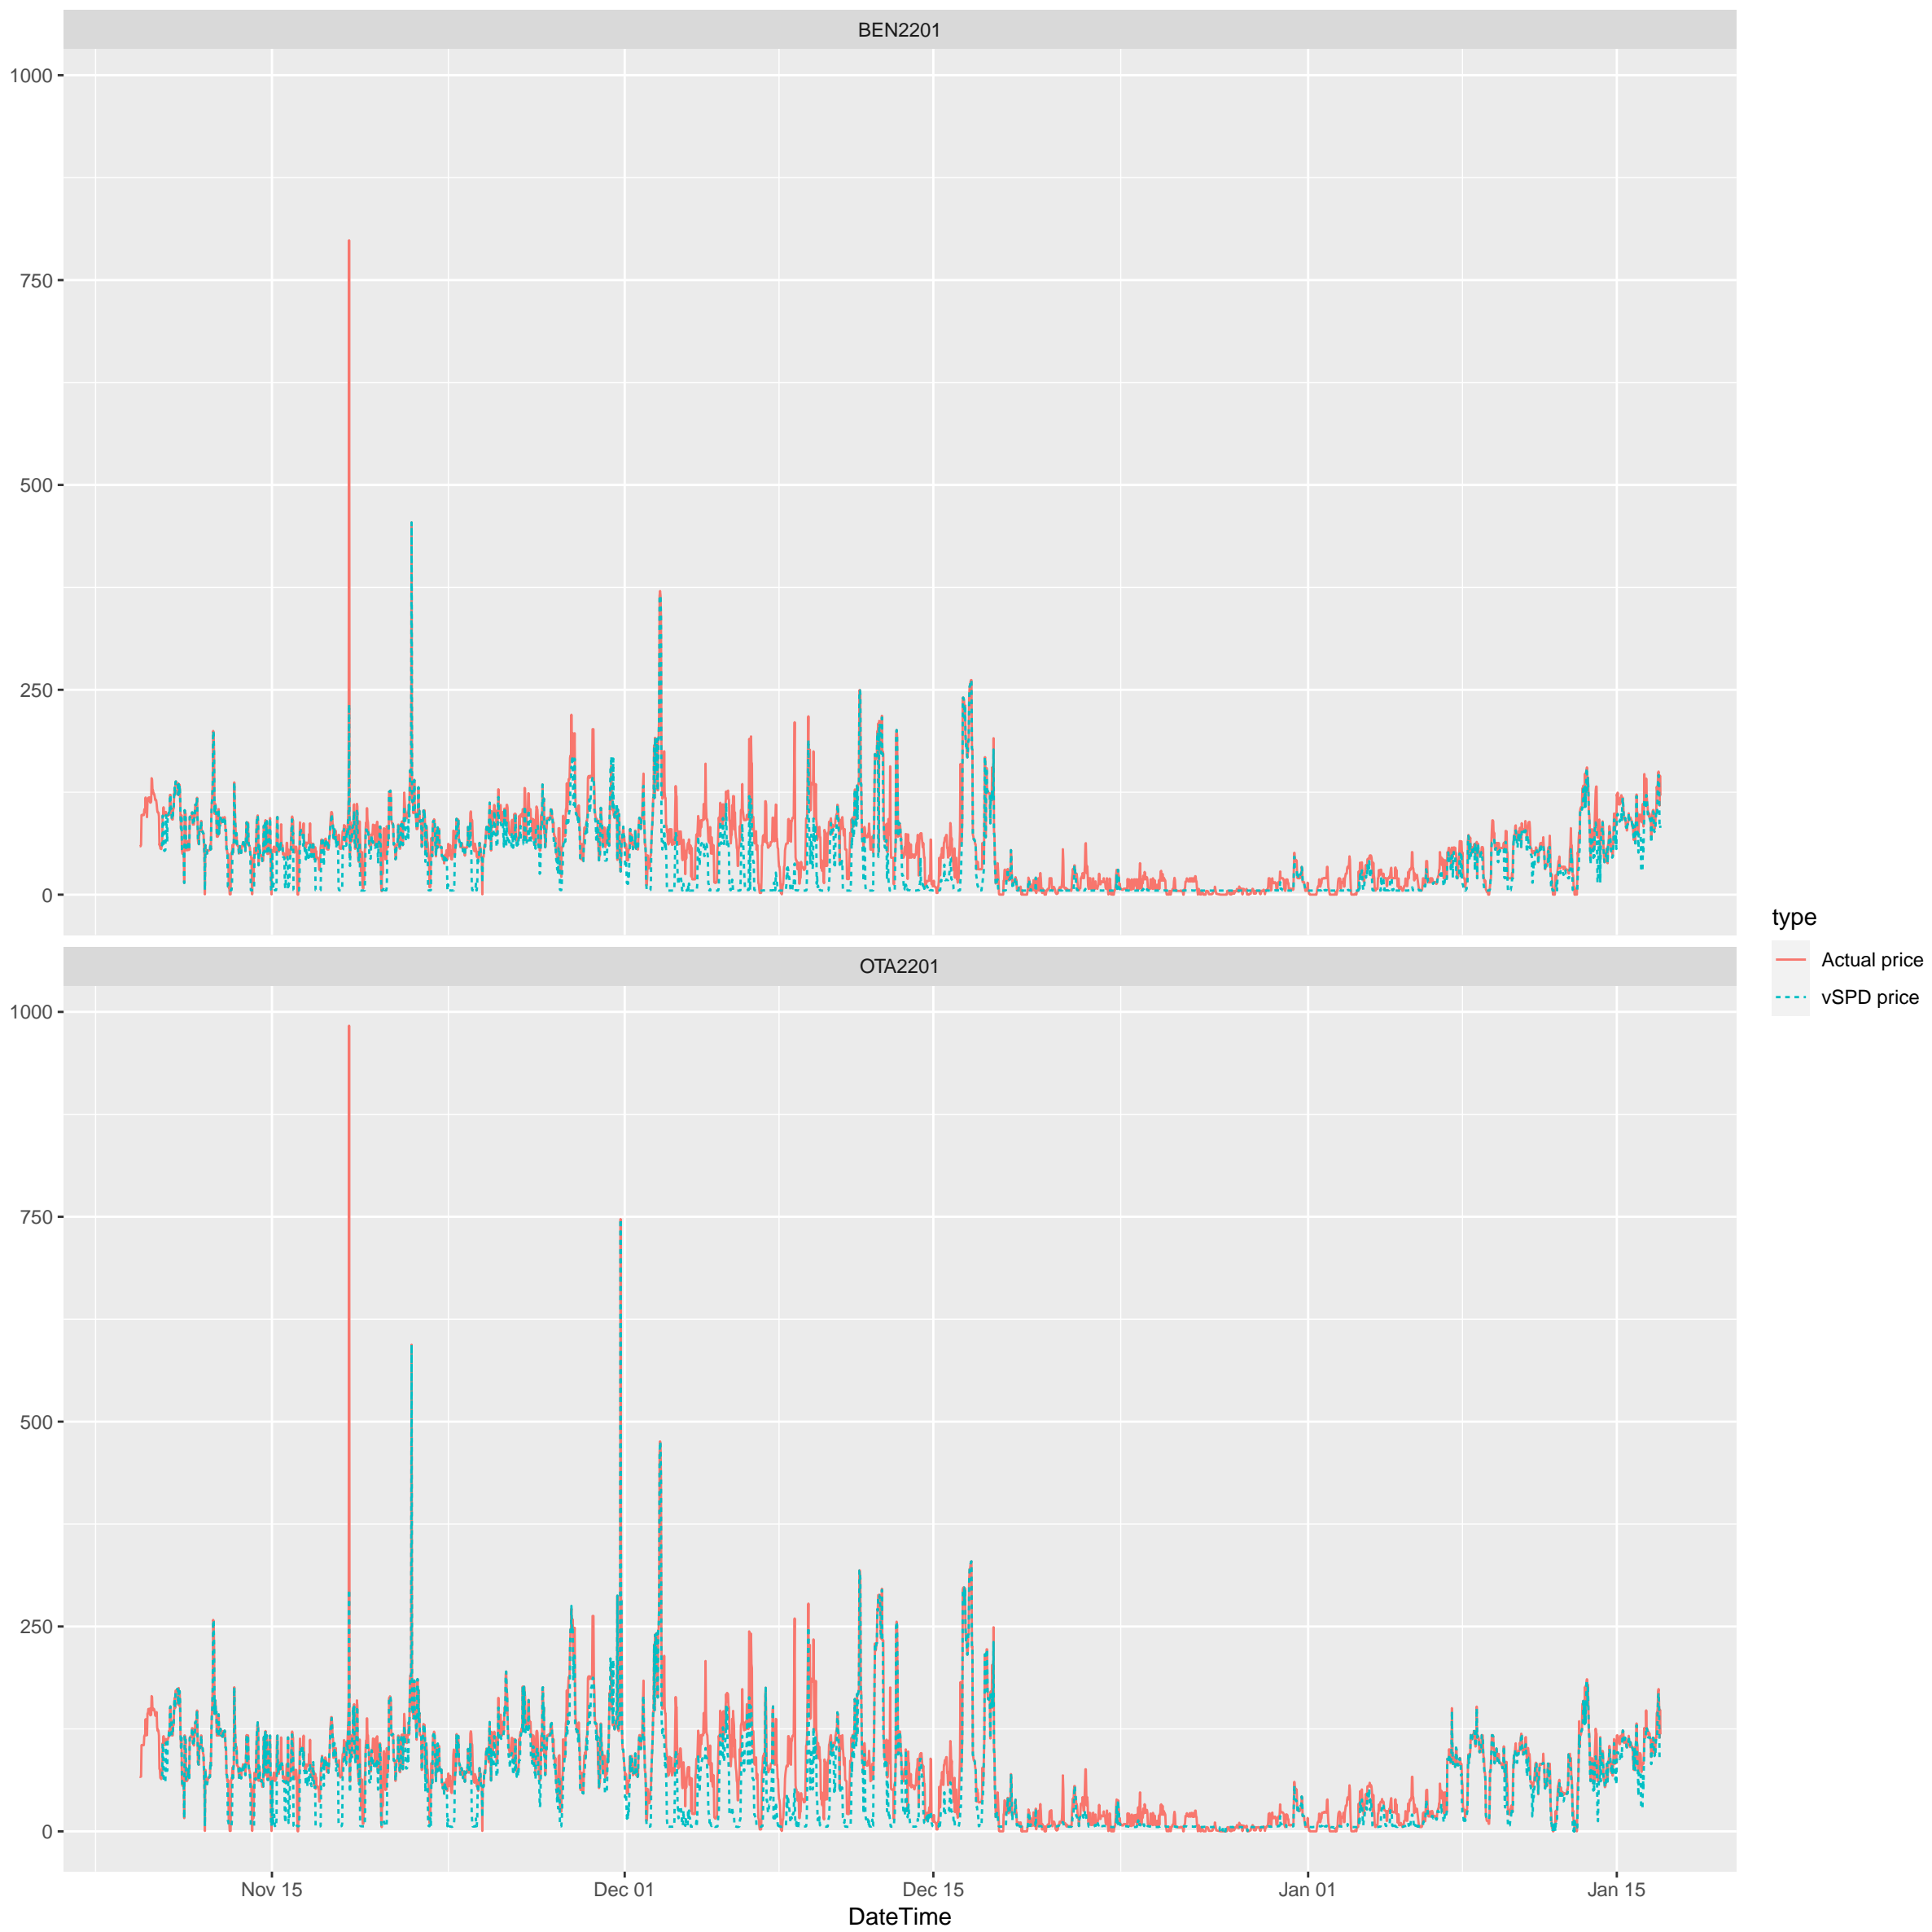 BEN2201
1000
750
500
250
0
OTA2201
1000
750
500
250
0
Nov 15
Dec 01
Dec 15
Jan 01
Jan 15
DateTime
type
Actual price
vSPD price